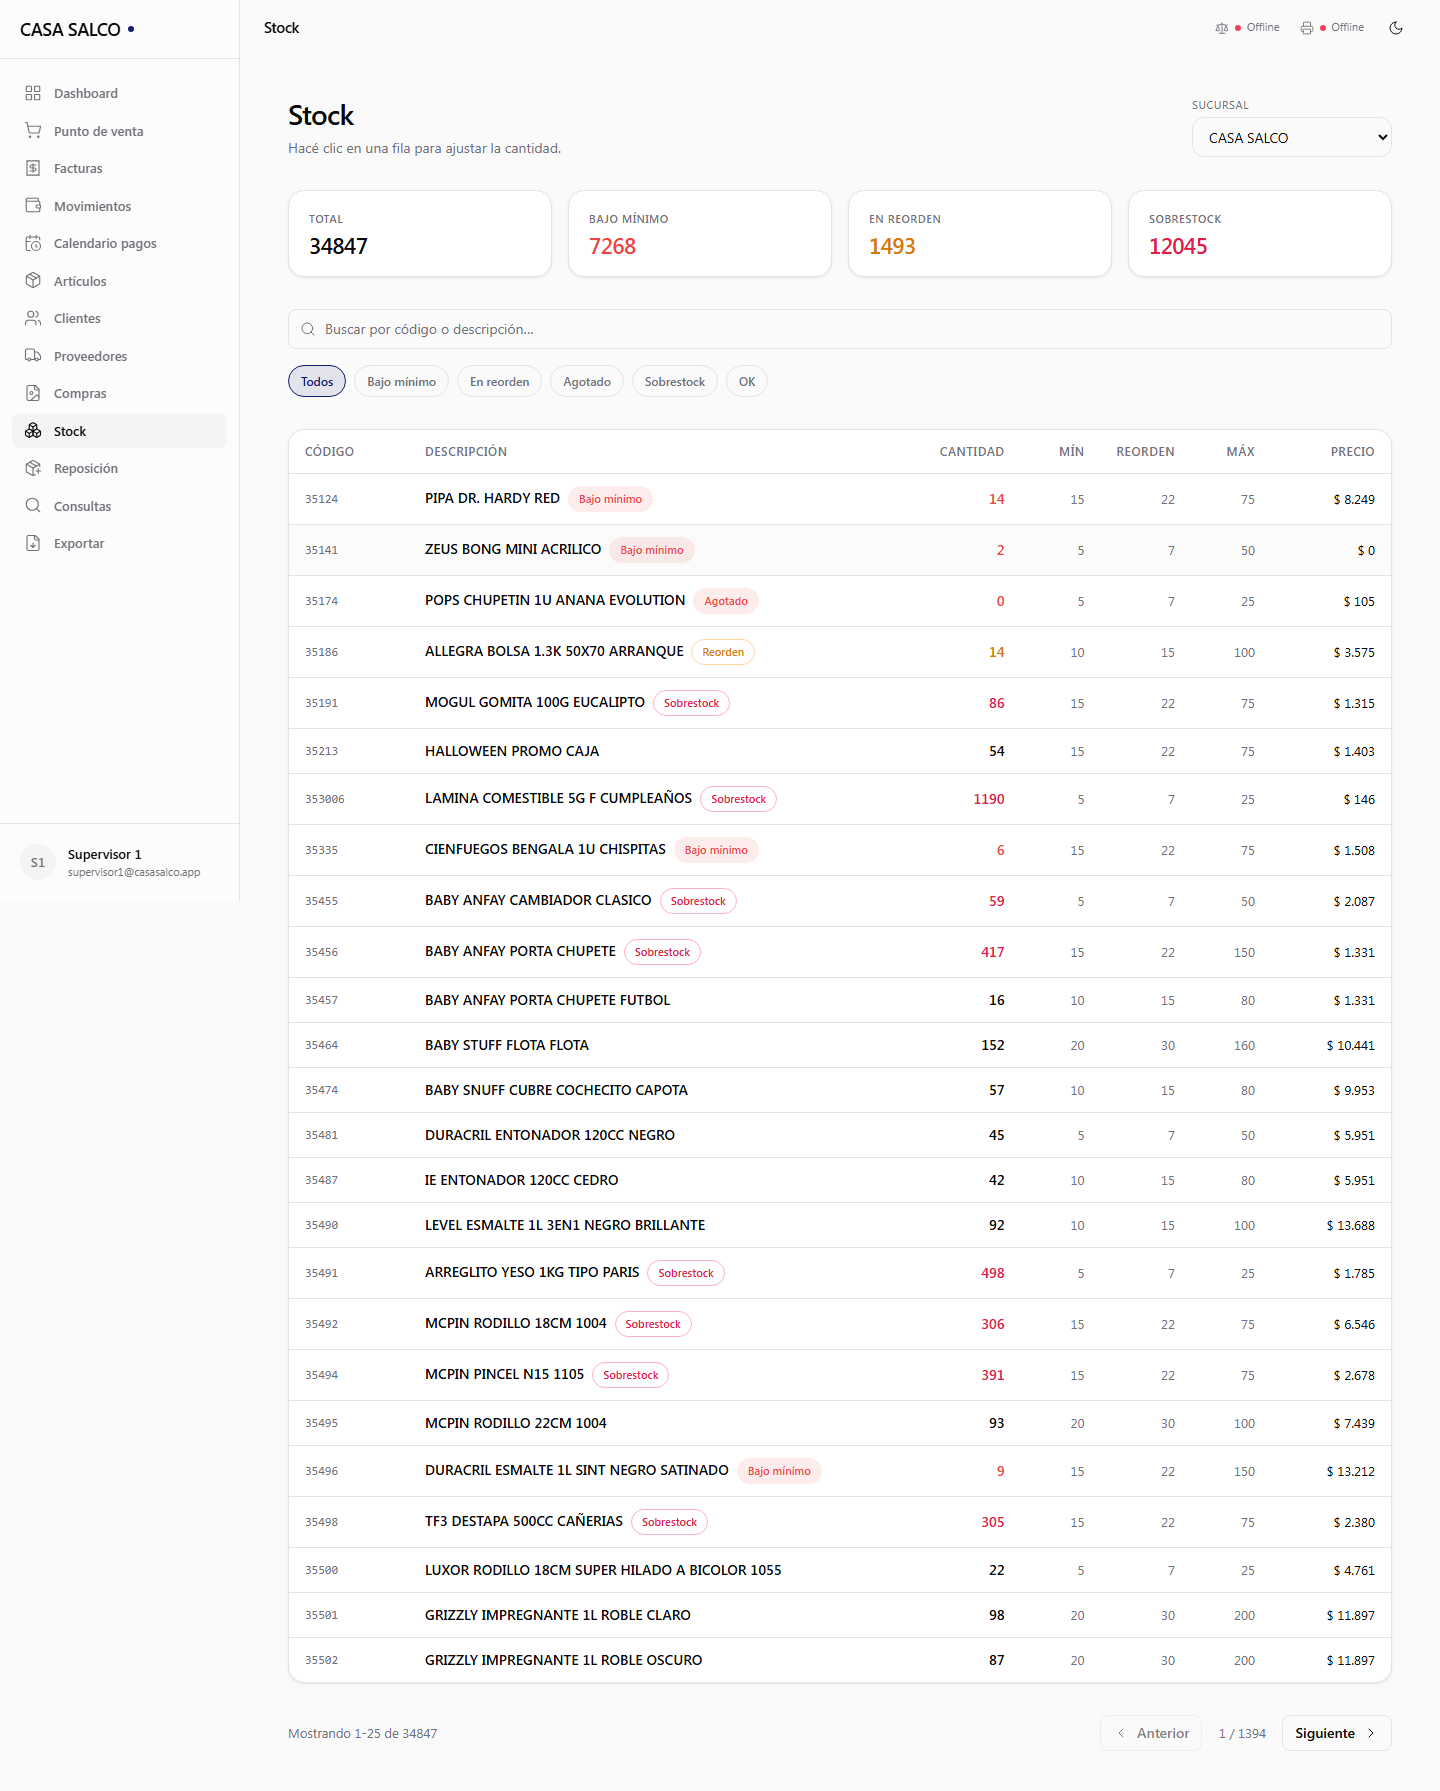 CASA SALCO
Stock
Offline
Offline
Dashboard
Punto de venta
Facturas
Movimientos
Calendario pagos
Artículos
Clientes
Proveedores
Compras
Stock
Reposición
Consultas
Exportar
S1
Supervisor 1
supervisor1@casasalco.app
Stock
Hacé clic en una fila para ajustar la cantidad.
SUCURSAL
CASA SALCO
TOTAL
34847
BAJO MÍNIMO
7268
EN REORDEN
1493
SOBRESTOCK
12045
Buscar por código o descripción...
Todos Bajo mínimo En reorden Agotado Sobrestock OK
CÓDIGO DESCRIPCIÓN CANTIDAD MÍN REORDEN MÁX PRECIO
35124 PIPA DR. HARDY RED Bajo mínimo 14 15 22 75 $ 8.249
35141 ZEUS BONG MINI ACRILICO Bajo mínimo 2 5 7 50 $ 0
35174 POPS CHUPETIN 1U ANANA EVOLUTION Agotado 0 5 7 25 $ 105
35186 ALLEGRA BOLSA 1.3K 50X70 ARRANQUE Reorden 14 10 15 100 $ 3.575
35191 MOGUL GOMITA 100G EUCALIPTO Sobrestock 86 15 22 75 $ 1.315
35213 HALLOWEEN PROMO CAJA 54 15 22 75 $ 1.403
353006 LAMINA COMESTIBLE 5G F CUMPLEAÑOS Sobrestock 1190 5 7 25 $ 146
35335 CIENFUEGOS BENGALA 1U CHISPITAS Bajo mínimo 6 15 22 75 $ 1.508
35455 BABY ANFAY CAMBIADOR CLASICO Sobrestock 59 5 7 50 $ 2.087
35456 BABY ANFAY PORTA CHUPETE Sobrestock 417 15 22 150 $ 1.331
35457 BABY ANFAY PORTA CHUPETE FUTBOL 16 10 15 80 $ 1.331
35464 BABY STUFF FLOTA FLOTA 152 20 30 160 $ 10.441
35474 BABY SNUFF CUBRE COCHECITO CAPOTA 57 10 15 80 $ 9.953
35481 DURACRIL ENTONADOR 120CC NEGRO 45 5 7 50 $ 5.951
35487 IE ENTONADOR 120CC CEDRO 42 10 15 80 $ 5.951
35490 LEVEL ESMALTE 1L 3EN1 NEGRO BRILLANTE 92 10 15 100 $ 13.688
35491 ARREGLITO YESO 1KG TIPO PARIS Sobrestock 498 5 7 25 $ 1.785
35492 MCPIN RODILLO 18CM 1004 Sobrestock 306 15 22 75 $ 6.546
35494 MCPIN PINCEL N15 1105 Sobrestock 391 15 22 75 $ 2.678
35495 MCPIN RODILLO 22CM 1004 93 20 30 100 $ 7.439
35496 DURACRIL ESMALTE 1L SINT NEGRO SATINADO Bajo mínimo 9 15 22 150 $ 13.212
35498 TF3 DESTAPA 500CC CAÑERIAS Sobrestock 305 15 22 75 $ 2.380
35500 LUXOR RODILLO 18CM SUPER HILADO A BICOLOR 1055 22 5 7 25 $ 4.761
35501 GRIZZLY IMPREGNANTE 1L ROBLE CLARO 98 20 30 200 $ 11.897
35502 GRIZZLY IMPREGNANTE 1L ROBLE OSCURO 87 20 30 200 $ 11.897
Mostrando 1-25 de 34847
Anterior 1 / 1394 Siguiente